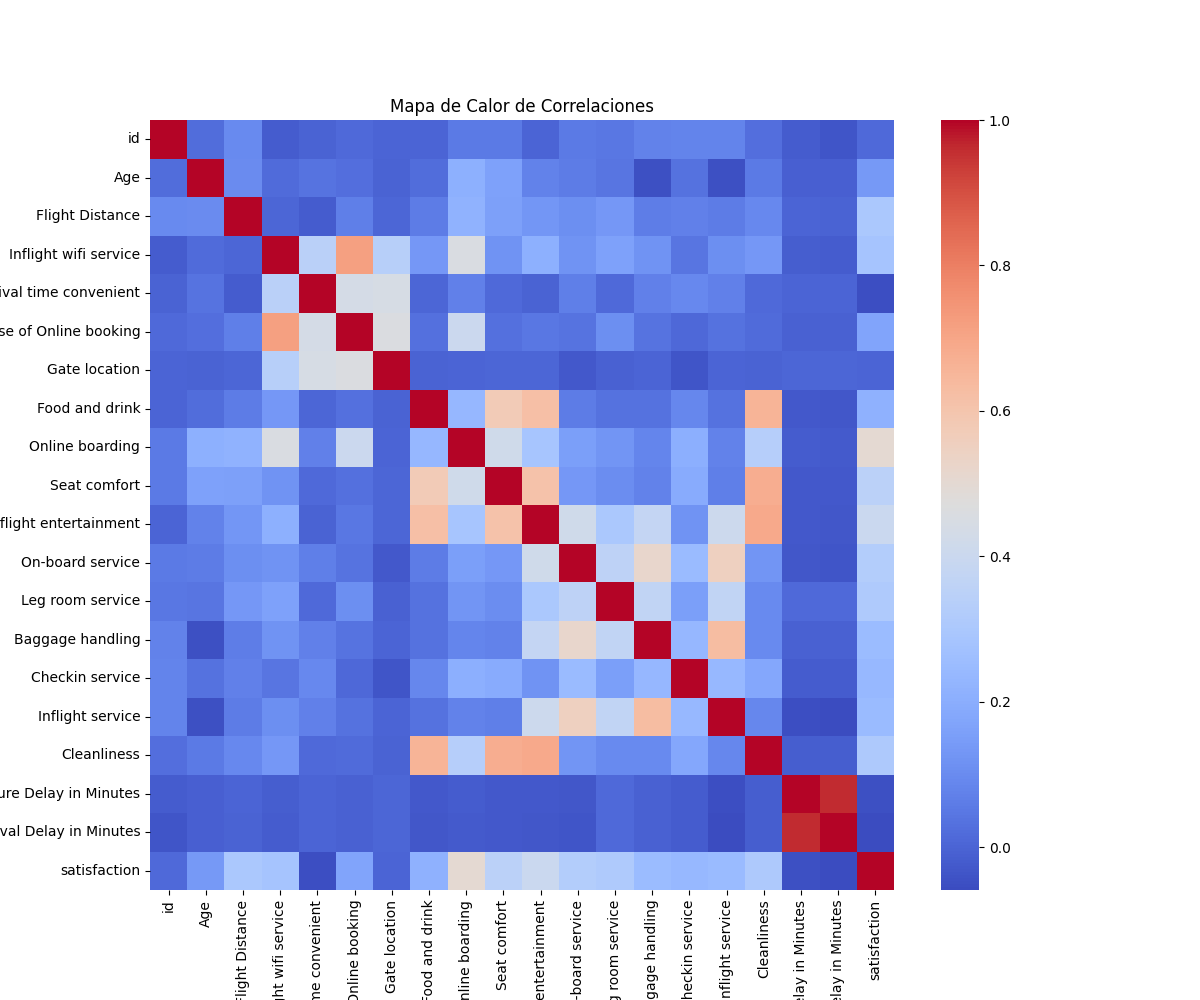 Mapa de Calor de Correlaciones
id
Age
Flight Distance
Inflight wifi service
ival time convenient
se of Online booking
Gate location
Food and drink
Online boarding
Seat comfort
flight entertainment
On-board service
Leg room service
Baggage handling
Checkin service
Inflight service
Cleanliness
ure Delay in Minutes
val Delay in Minutes
satisfaction
id
Age
Flight Distance
ght wifi service
me convenient
Online booking
Gate location
Food and drink
nline boarding
Seat comfort
entertainment
-board service
g room service
gage handling
heckin service
nflight service
Cleanliness
elay in Minutes
elay in Minutes
satisfaction
1.0
0.8
0.6
0.4
0.2
0.0